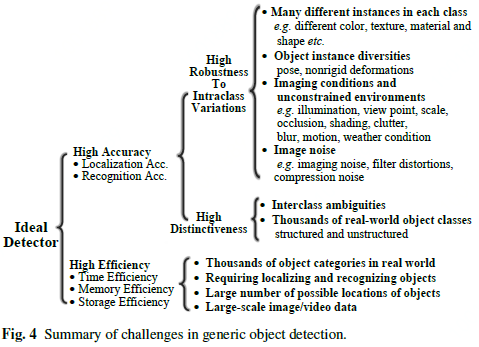 • Many different instances in each class
e.g. different color, texture, material and
shape etc.
• Object instance diversities
pose, nonrigid deformations
• Imaging conditions and
unconstrained environments
e.g. illumination, view point, scale,
occlusion, shading, clutter,
blur, motion, weather condition
• Image noise
e.g. imaging noise, filter distortions,
compression noise
High
Robustness
To
Intraclass
Variations
High Accuracy
• Localization Acc.
• Recognition Acc.
• Interclass ambiguities
• Thousands of real-world object classes
structured and unstructured
High
Distinctiveness
Ideal
Detector
High Efficiency
• Time Efficiency
• Memory Efficiency
• Storage Efficiency
• Thousands of object categories in real world
• Requiring localizing and recognizing objects
• Large number of possible locations of objects
• Large-scale image/video data
Fig. 4 Summary of challenges in generic object detection.